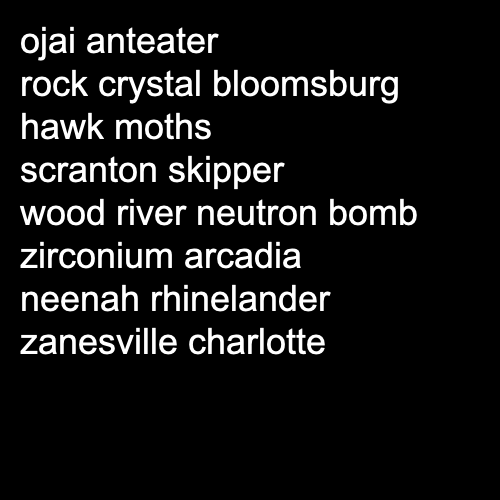 ojai anteater
rock crystal bloomsburg
hawk moths
scranton skipper
wood river neutron bomb
zirconium arcadia
neenah rhinelander
zanesville charlotte